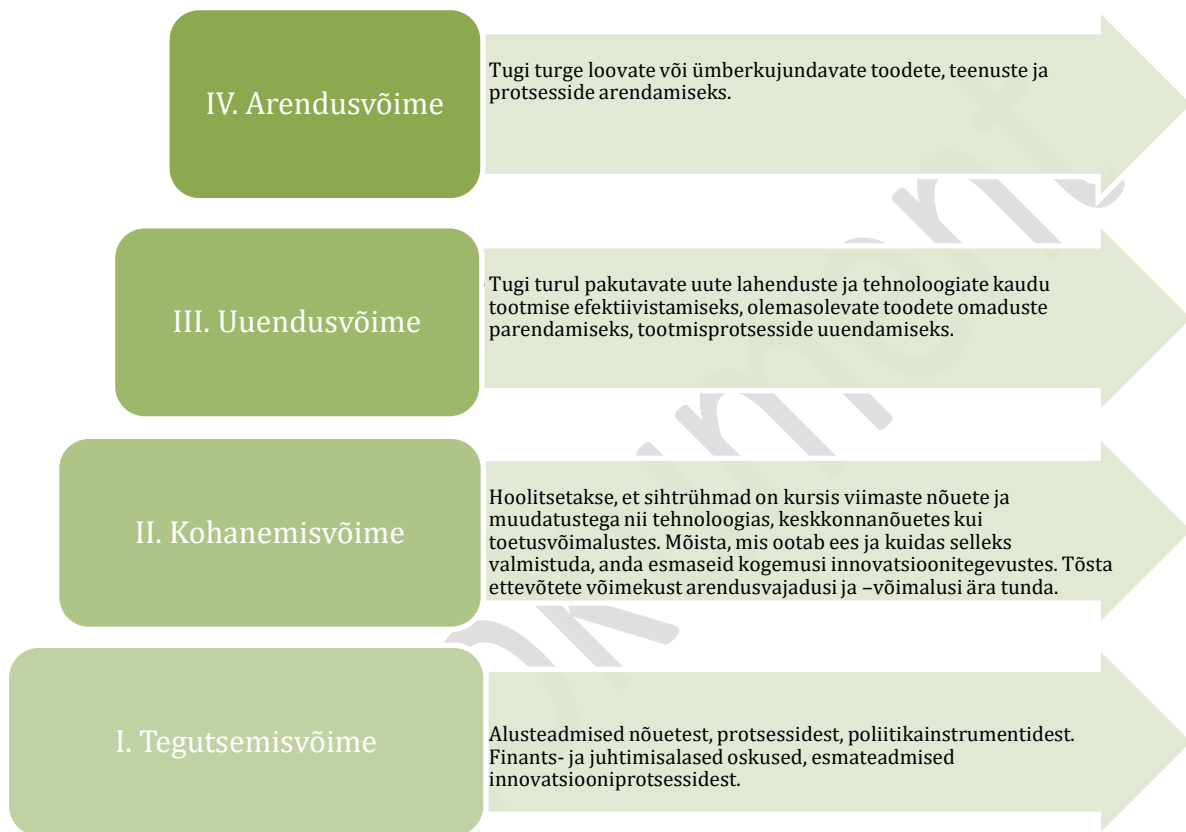 IV. Arendusvõime
Tugi turge loovate või ümberkujundavate toodete, teenuste ja
protsesside arendamiseks.
III. Uuendusvõime
Tugi turul pakutavate uute lahenduste ja tehnoloogiate kaudu
tootmise efektiivistamiseks, olemasolevate toodete omaduste
parendamiseks, tootmisprotsesside uuendamiseks.
II. Kohanemisvõime
Hoolitsetakse, et sihtrühmad on kursis viimaste nõuete ja
muudatustega nii tehnoloogias, keskkonnanõuetes kui
toetusvõimalustes. Mõista, mis ootab ees ja kuidas selleks
valmistuda, anda esmaseid kogemusi innovatsioonitegevustes. Tõsta
ettevõtete võimekust arendusvajadusi ja –võimalusi ära tunda.
I. Tegutsemisvõime
Alusteadmised nõuetest, protsessidest, poliitikainstrumentidest.
Finants- ja juhtimisalased oskused, esmateadmised
innovatsiooniprotsessidest.